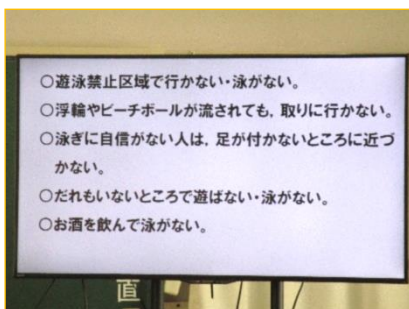 ○遊泳禁止区域で行かない・泳がない。
○浮輪やビーチボールが流されても，取りに行かない。
○泳ぎに自信がない人は，足が付かないところに近づ
かない。
○だれもいないところで遊ばない・泳がない。
○お酒を飲んで泳がない。
直